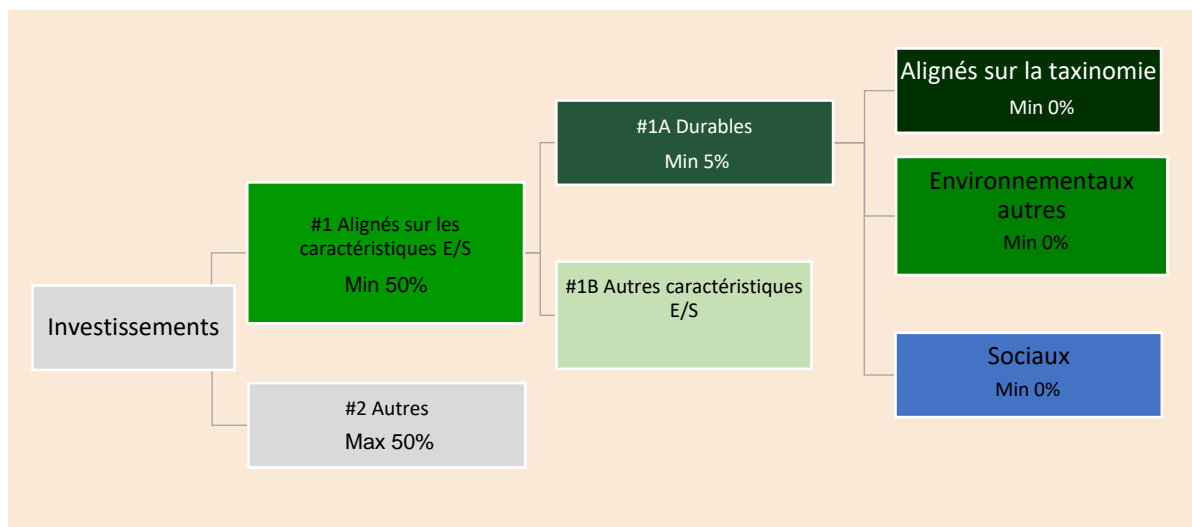 Investissements
#1 Alignés sur les
caractéristiques E/S
Min 50%
#2 Autres
Max 50%
#1A Durables
Min 5%
#1B Autres caractéristiques
E/S
Alignés sur la taxinomie
Min 0%
Environnementaux
autres
Min 0%
Sociaux
Min 0%